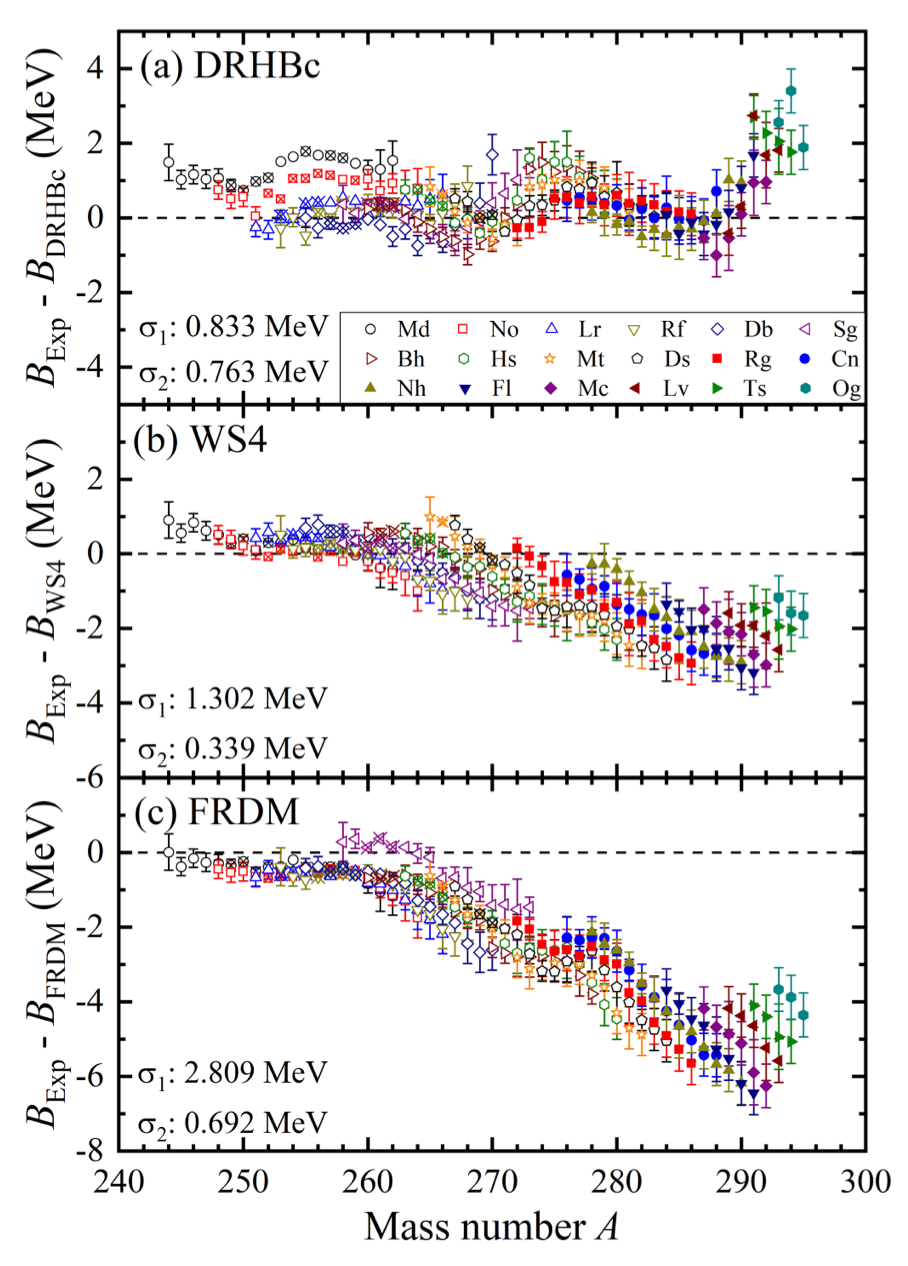 (a) DRHBc
B_Exp - B_DRHBc (MeV)
4
2
0
-2
-4
σ₁: 0.833 MeV
σ₂: 0.763 MeV
Md No Lr Rf Db Sg
Bh Hs Mt Ds Rg Cn
Nh Fl Mc Lv Ts Og
(b) WS4
B_Exp - B_WS4 (MeV)
2
0
-2
-4
-6
σ₁: 1.302 MeV
σ₂: 0.339 MeV
(c) FRDM
B_Exp - B_FRDM (MeV)
0
-2
-4
-6
-8
σ₁: 2.809 MeV
σ₂: 0.692 MeV
240 250 260 270 280 290 300
Mass number A